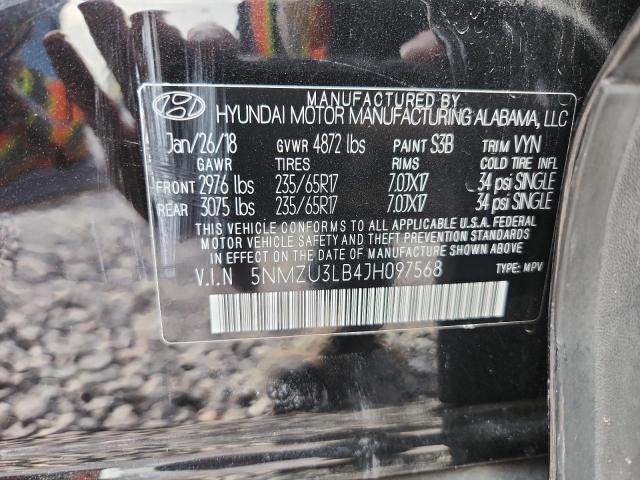 MANUFACTURED BY
HYUNDAI MOTOR MANUFACTURING ALABAMA, LLC
Jan/26/18 GVWR 4872 lbs PAINT S3B TRIM VYN
GAWR TIRES RIMS COLD TIRE INFL
FRONT 2976 lbs 235/65R17 7.0JX17 34 psi SINGLE
REAR 3075 lbs 235/65R17 7.0JX17 34 psi SINGLE
THIS VEHICLE CONFORMS TO ALL APPLICABLE U.S.A. FEDERAL
MOTOR VEHICLE SAFETY AND THEFT PREVENTION STANDARDS
IN EFFECT ON THE DATE OF MANUFACTURE SHOWN ABOVE.
V.I.N 5NMZU3LB4JH097568 TYPE: MPV